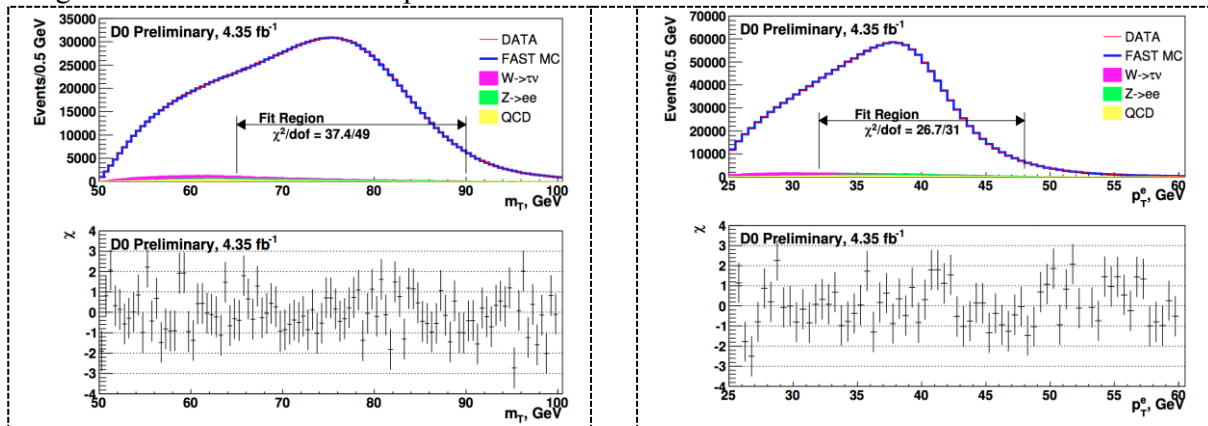 35000
30000
25000
20000
15000
10000
5000
0
Events/0.5 GeV
D0 Preliminary, 4.35 fb⁻¹
DATA
FAST MC
W->τν
Z->ee
QCD
Fit Region
χ²/dof = 37.4/49
50 60 70 80 90 100
m_T, GeV
χ
4
3
2
1
0
-1
-2
-3
-4
D0 Preliminary, 4.35 fb⁻¹
50 60 70 80 90 100
m_T, GeV
70000
60000
50000
40000
30000
20000
10000
0
Events/0.5 GeV
D0 Preliminary, 4.35 fb⁻¹
DATA
FAST MC
W->τν
Z->ee
QCD
Fit Region
χ²/dof = 26.7/31
25 30 35 40 45 50 55 60
p_T^e, GeV
χ
4
3
2
1
0
-1
-2
-3
-4
D0 Preliminary, 4.35 fb⁻¹
25 30 35 40 45 50 55 60
p_T^e, GeV